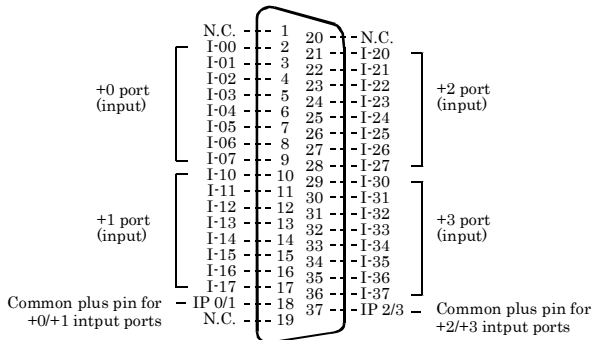 N.C. 1
I-00 2
I-01 3
I-02 4
I-03 5
I-04 6
I-05 7
I-06 8
I-07 9
I-10 10
I-11 11
I-12 12
I-13 13
I-14 14
I-15 15
I-16 16
I-17 17
IP 0/1 18
N.C. 19
+0 port
(input)
+1 port
(input)
Common plus pin for
+0/+1 intput ports
20 N.C.
21 I-20
22 I-21
23 I-22
24 I-23
25 I-24
26 I-25
27 I-26
28 I-27
29 I-30
30 I-31
31 I-32
32 I-33
33 I-34
34 I-35
35 I-36
36 I-37
37 IP 2/3
+2 port
(input)
+3 port
(input)
Common plus pin for
+2/+3 intput ports